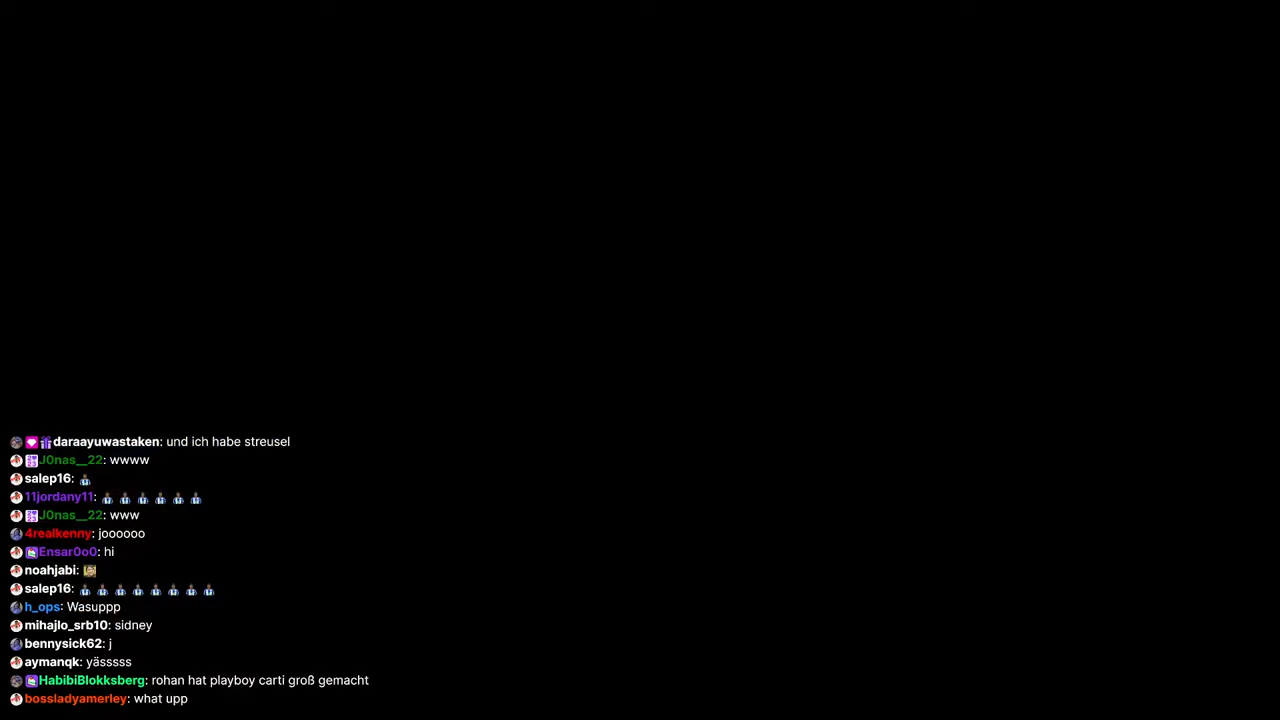 daraayuwastaken: und ich habe streusel
J0nas__22: wwww
salep16:
11jordany11:
J0nas__22: www
4realkenny: joooooo
Ensar0o0: hi
noahjabi:
salep16:
h_ops: Wasuppp
mihajlo_srb10: sidney
bennysick62: j
aymanqk: yässsss
HabibiBlokksberg: rohan hat playboy carti groß gemacht
bossladyamerley: what upp